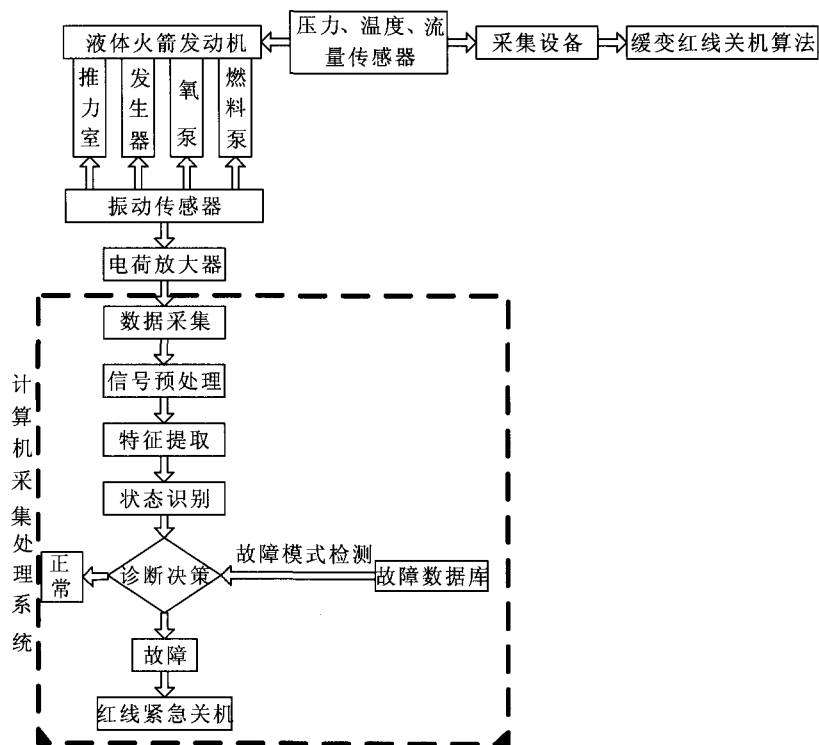 液体火箭发动机
压力、温度、流
量传感器
采集设备
缓变红线关机算法
推力室
发生器
氧泵
燃料泵
振动传感器
电荷放大器
数据采集
信号预处理
特征提取
状态识别
诊断决策
正常
故障模式检测
故障数据库
故障
红线紧急关机
计算机采集处理系统